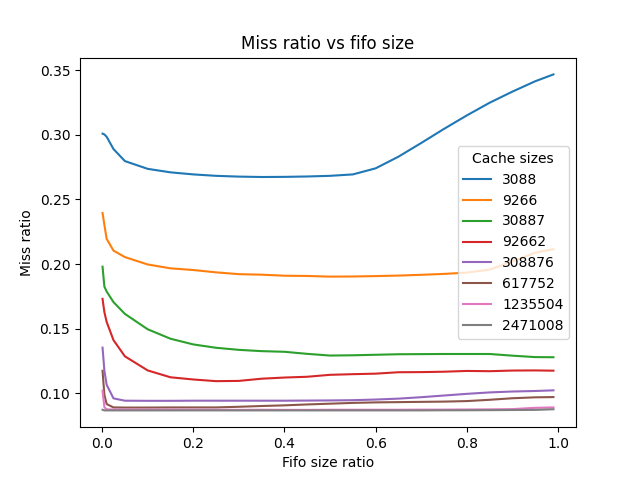 Miss ratio vs fifo size
0.35
0.30
0.25
0.20
0.15
0.10
Miss ratio
Cache sizes
3088
9266
30887
92662
308876
617752
1235504
2471008
0.0 0.2 0.4 0.6 0.8 1.0
Fifo size ratio